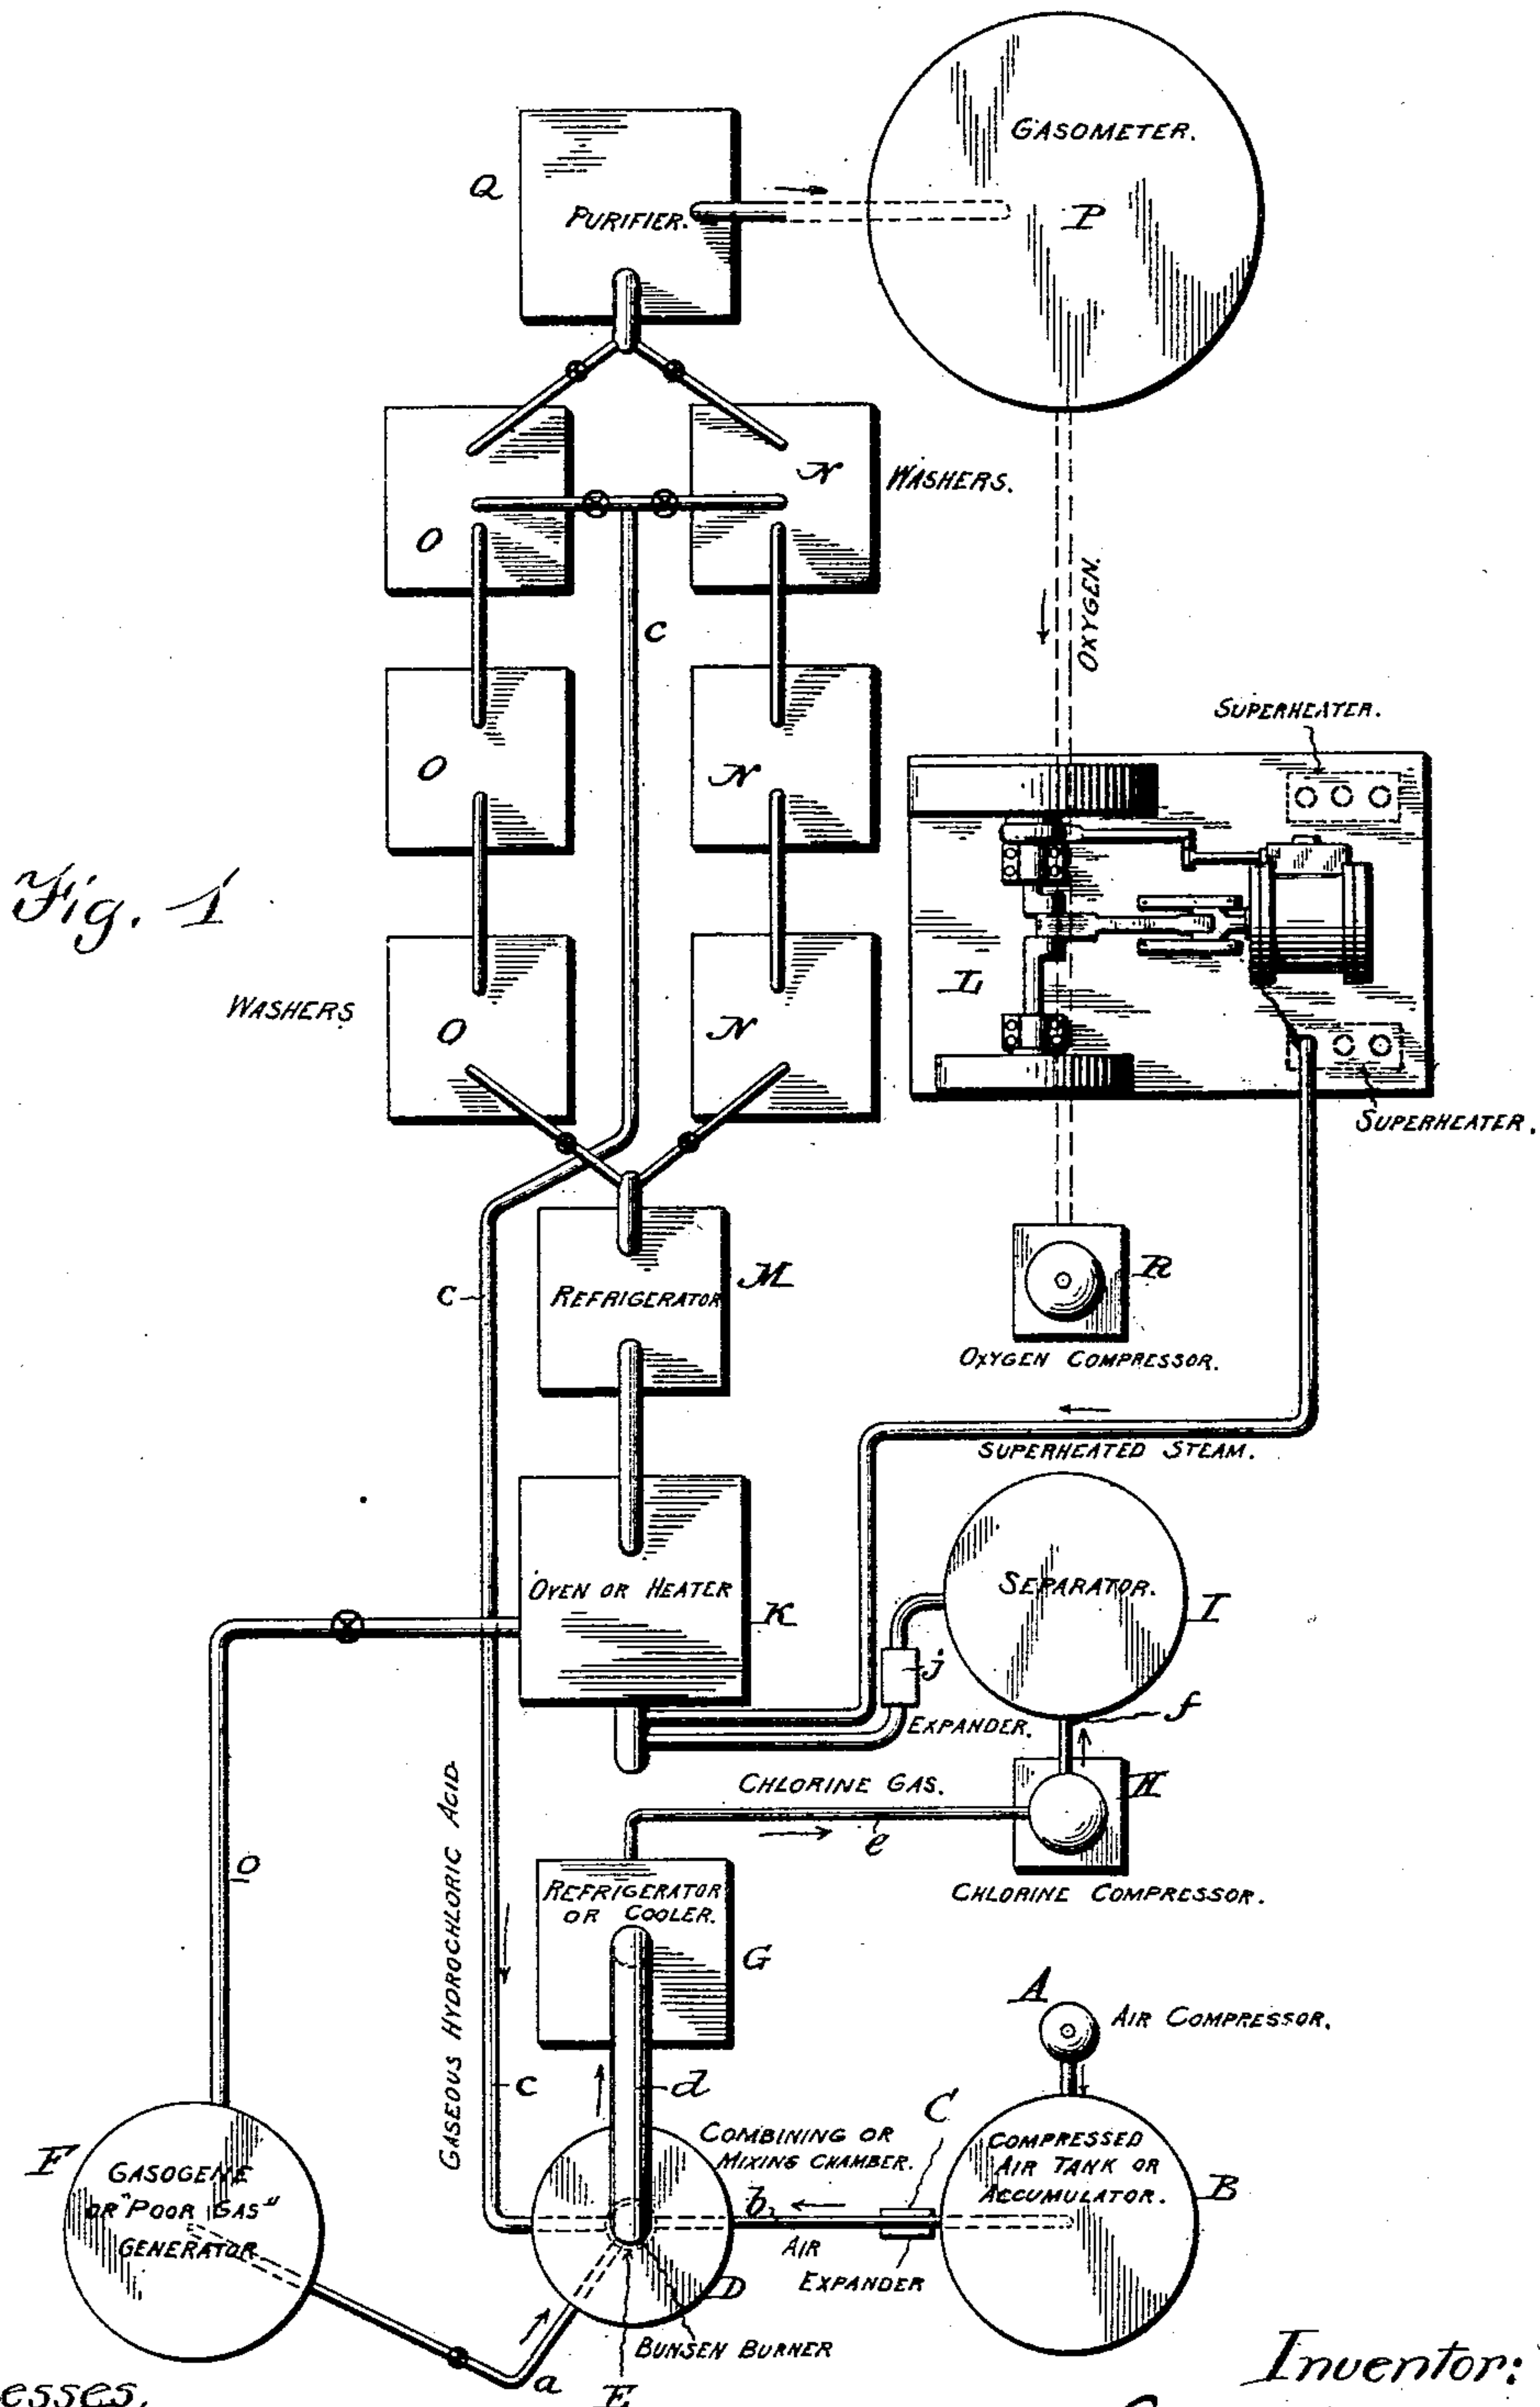 GASOMETER.
Q
PURIFIER.
P
N
WASHERS.
O
C
OXYGEN.
SUPERHEATER.
O
N
Fig. 1
L
WASHERS
O
N
SUPERHEATER.
M
R
C
REFRIGERATOR
OXYGEN COMPRESSOR.
SUPERHEATED STEAM.
OVEN OR HEATER
SEPARATOR.
K
I
j
f
EXPANDER.
CHLORINE GAS.
H
e
GASEOUS HYDROCHLORIC ACID
o
REFRIGERATOR
OR COOLER.
CHLORINE COMPRESSOR.
G
A
AIR COMPRESSOR.
c
d
C
COMBINING OR
MIXING CHAMBER.
COMPRESSED
AIR TANK OR
ACCUMULATOR.
B
F
GASOGENE
OR "POOR GAS"
GENERATOR
b
AIR
EXPANDER
D
BUNSEN BURNER
a
E
Inventor:
esses.